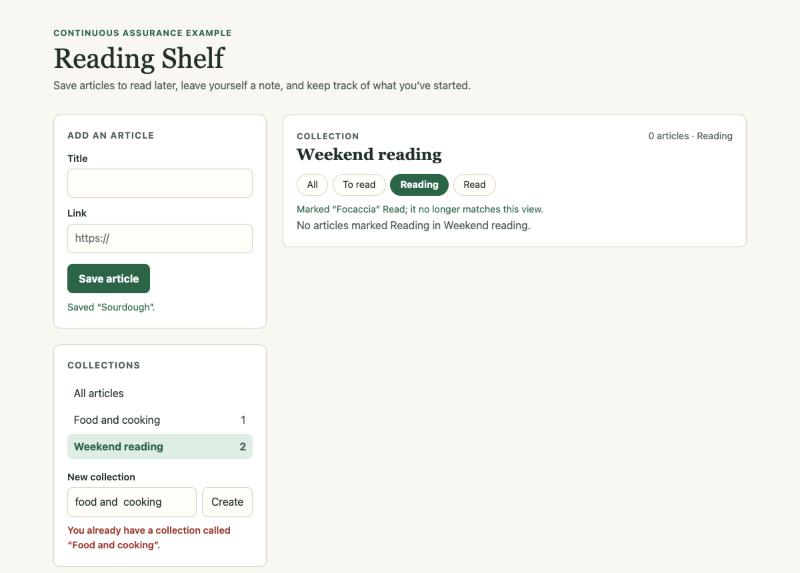 CONTINUOUS ASSURANCE EXAMPLE
Reading Shelf
Save articles to read later, leave yourself a note, and keep track of what you’ve started.
ADD AN ARTICLE
Title
Link
https://
Save article
Saved “Sourdough”.
COLLECTIONS
All articles
Food and cooking 1
Weekend reading 2
New collection
food and  cooking Create
You already have a collection called
“Food and cooking”.
COLLECTION 0 articles · Reading
Weekend reading
All To read Reading Read
Marked “Focaccia” Read; it no longer matches this view.
No articles marked Reading in Weekend reading.